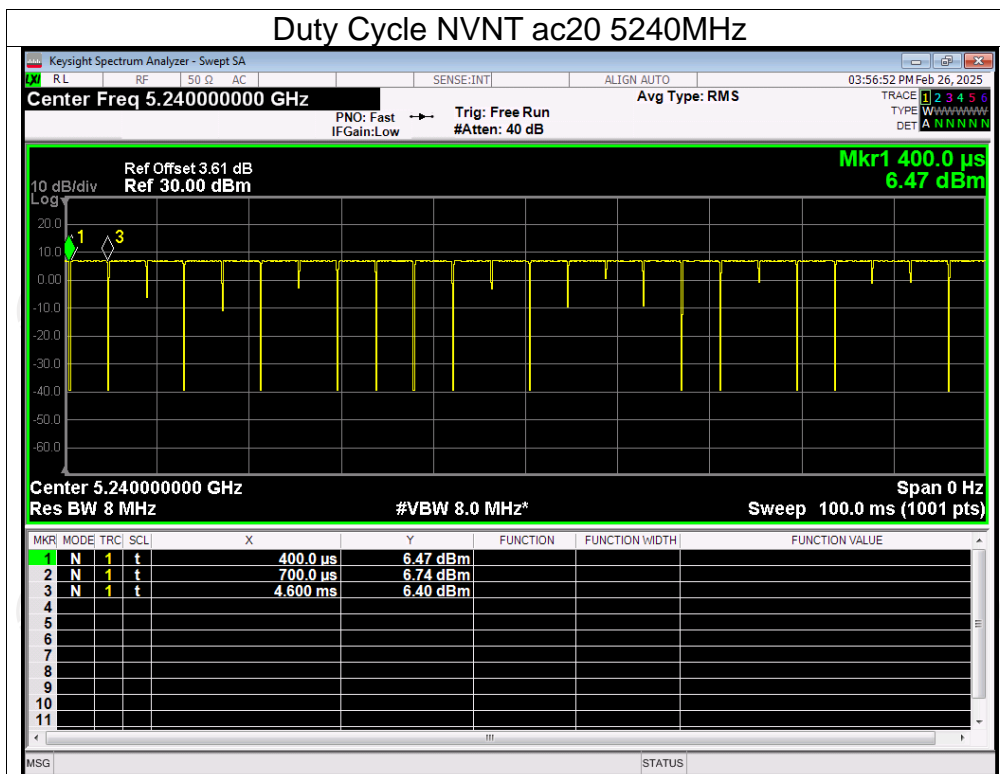 Duty Cycle NVNT ac20 5240MHz
Keysight Spectrum Analyzer - Swept SA
LXI RL RF 50 Ω AC SENSE:INT ALIGN AUTO 03:56:52 PM Feb 26, 2025
Center Freq 5.240000000 GHz Avg Type: RMS TRACE 1 2 3 4 5 6
PNO: Fast Trig: Free Run TYPE WWWWWW
IFGain:Low #Atten: 40 dB DET A N N N N N
Mkr1 400.0 µs
Ref Offset 3.61 dB
10 dB/div Ref 30.00 dBm 6.47 dBm
Log
20.0
1 3
10.0
0.00
-10.0
-20.0
-30.0
-40.0
-50.0
-60.0
Center 5.240000000 GHz Span 0 Hz
Res BW 8 MHz #VBW 8.0 MHz* Sweep 100.0 ms (1001 pts)
MKR MODE TRC SCL X Y FUNCTION FUNCTION WIDTH FUNCTION VALUE
1 N 1 t 400.0 µs 6.47 dBm
2 N 1 t 700.0 µs 6.74 dBm
3 N 1 t 4.600 ms 6.40 dBm
4
5
6
7
8
9
10
11
MSG STATUS